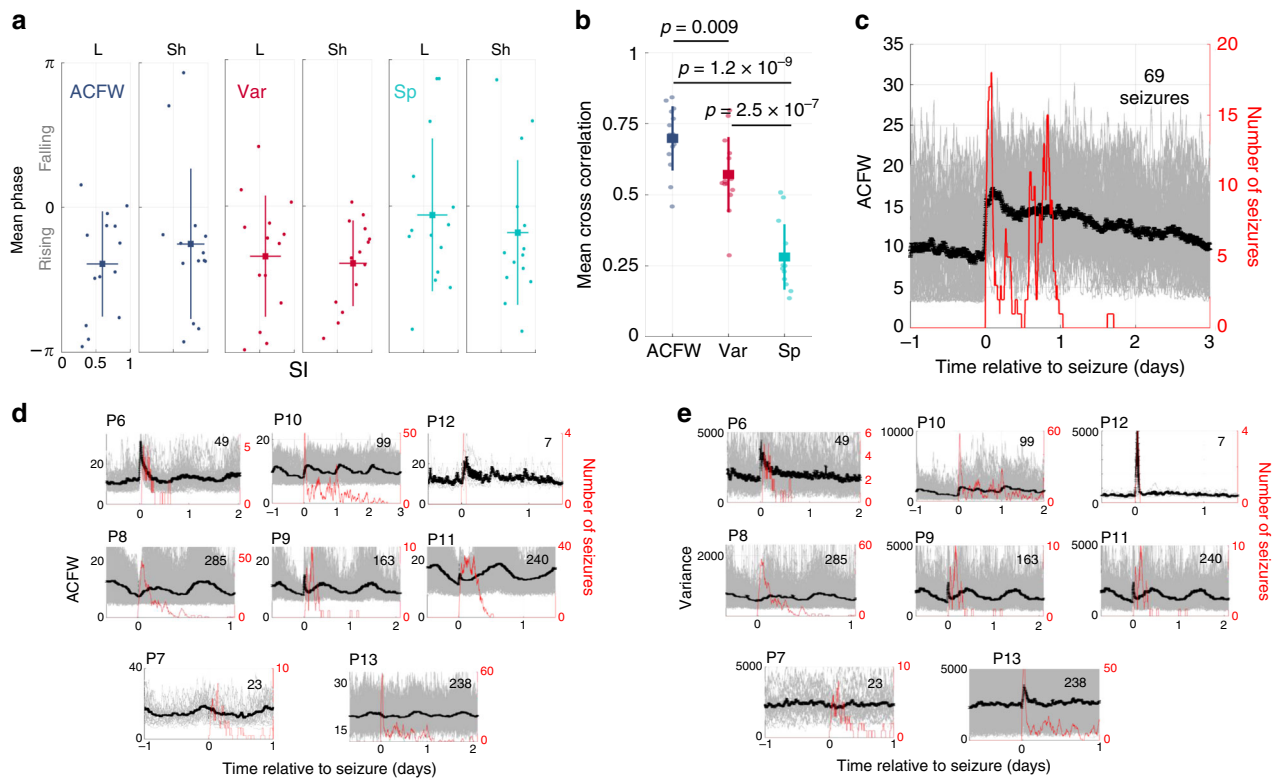 a
L
Sh
L
Sh
L
Sh
π
0
−π
Mean phase
Falling
Rising
ACFW
Var
Sp
0
0.5
1
SI
b
p = 0.009
p = 1.2 × 10⁻⁹
p = 2.5 × 10⁻⁷
1
0.75
0.5
0.25
0
Mean cross correlation
ACFW
Var
Sp
c
35
30
25
20
15
10
5
0
ACFW
69
seizures
20
15
10
5
0
Number of seizures
−1
0
1
2
3
Time relative to seizure (days)
d
P6
49
20
0
5
0
0
1
2
P10
99
20
0
50
0
−1
0
1
2
3
P12
7
20
0
4
2
0
0
1
P8
285
20
0
50
0
0
1
P9
163
20
0
10
0
0
1
2
P11
240
20
0
40
0
0
1
ACFW
Number of seizures
P7
23
40
0
10
0
−1
0
1
P13
238
30
15
60
0
0
1
2
Time relative to seizure (days)
e
P6
49
5000
0
6
4
2
0
0
1
2
P10
99
10000
0
60
0
−1
0
1
2
P12
7
5000
0
4
2
0
0
1
P8
285
2000
0
60
0
0
1
P9
163
5000
0
10
0
0
1
2
P11
240
5000
0
10
0
0
1
2
Variance
Number of seizures
P7
23
5000
0
10
0
−1
0
1
P13
238
5000
0
50
0
0
1
Time relative to seizure (days)